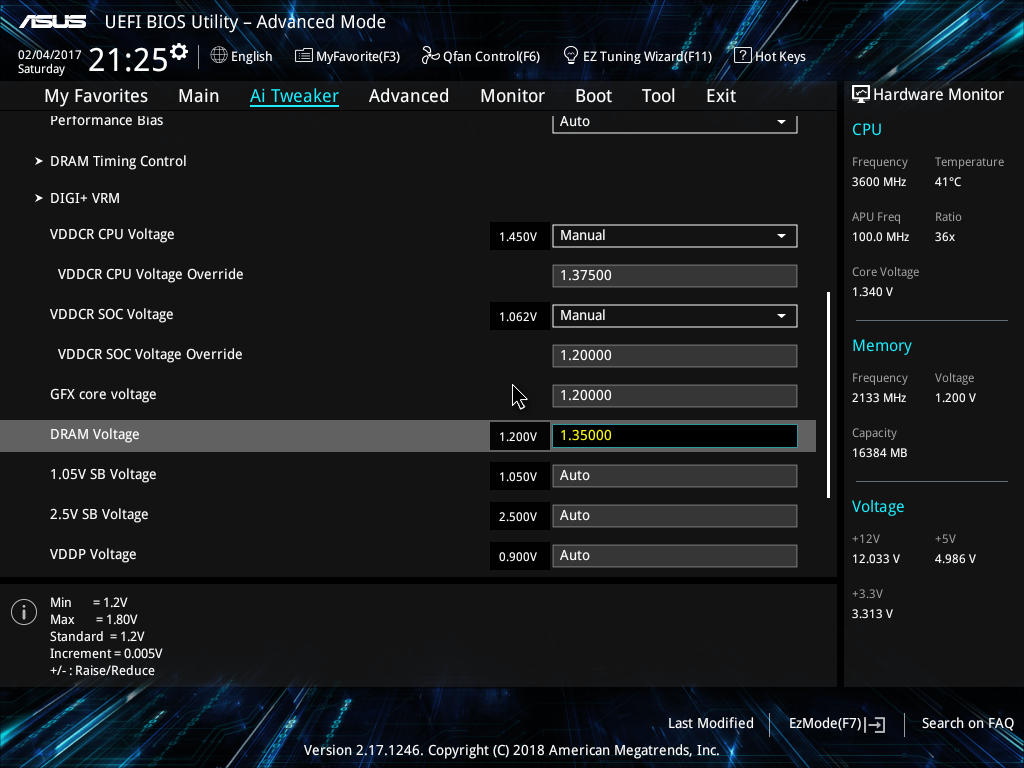 ASUS UEFI BIOS Utility – Advanced Mode
02/04/2017
Saturday
21:25
English
MyFavorite(F3)
Qfan Control(F6)
EZ Tuning Wizard(F11)
? Hot Keys
My Favorites Main Ai Tweaker Advanced Monitor Boot Tool Exit
Performance Bias Auto
DRAM Timing Control
DIGI+ VRM
VDDCR CPU Voltage 1.450V Manual
VDDCR CPU Voltage Override 1.37500
VDDCR SOC Voltage 1.062V Manual
VDDCR SOC Voltage Override 1.20000
GFX core voltage 1.20000
DRAM Voltage 1.200V 1.35000
1.05V SB Voltage 1.050V Auto
2.5V SB Voltage 2.500V Auto
VDDP Voltage 0.900V Auto
i
Min = 1.2V
Max = 1.80V
Standard = 1.2V
Increment = 0.005V
+/- : Raise/Reduce
Hardware Monitor
CPU
Frequency Temperature
3600 MHz 41°C
APU Freq Ratio
100.0 MHz 36x
Core Voltage
1.340 V
Memory
Frequency Voltage
2133 MHz 1.200 V
Capacity
16384 MB
Voltage
+12V +5V
12.033 V 4.986 V
+3.3V
3.313 V
Last Modified EzMode(F7) Search on FAQ
Version 2.17.1246. Copyright (C) 2018 American Megatrends, Inc.